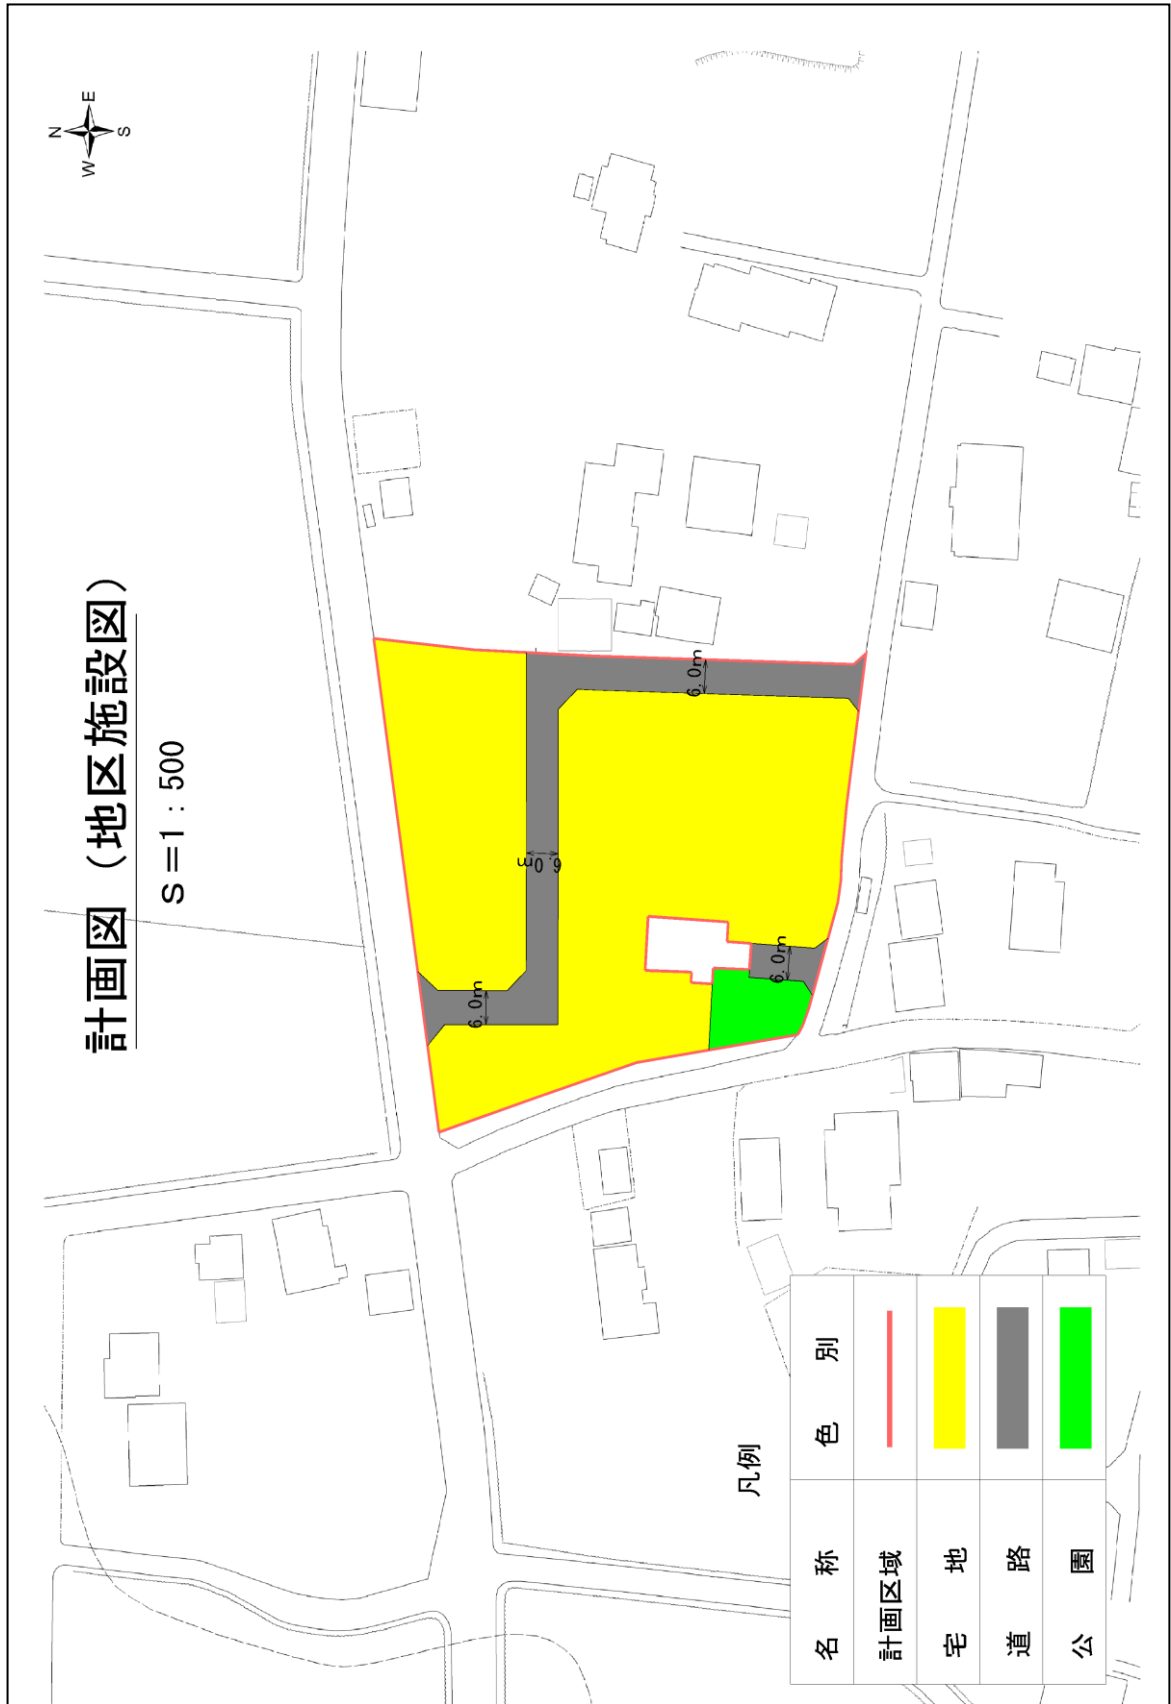 計画図（地区施設図）
S=1:500
N
E
W
S
6.0m
6.0m
6.0m
6.0m
凡例
名 称 色 別
計画区域
宅 地
道 路
公 園